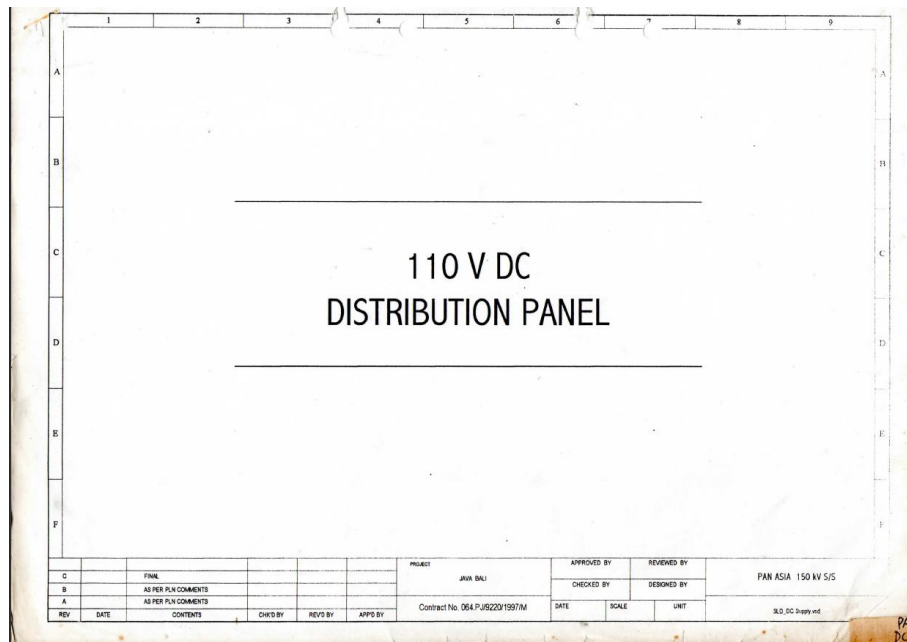 1 2 3 4 5 6 7 8 9
A A
B B
C C
D D
E E
F F
110 V DC
DISTRIBUTION PANEL
PROJECT
JAVA BALI
Contract No. 064.PJ/9220/1997/M
APPROVED BY REVIEWED BY
CHECKED BY DESIGNED BY
DATE SCALE UNIT
PAN ASIA 150 kV S/S
SLD_DC Supply.vsd
C FINAL
B AS PER PLN COMMENTS
A AS PER PLN COMMENTS
REV DATE CONTENTS CHK'D BY REV'D BY APP'D BY